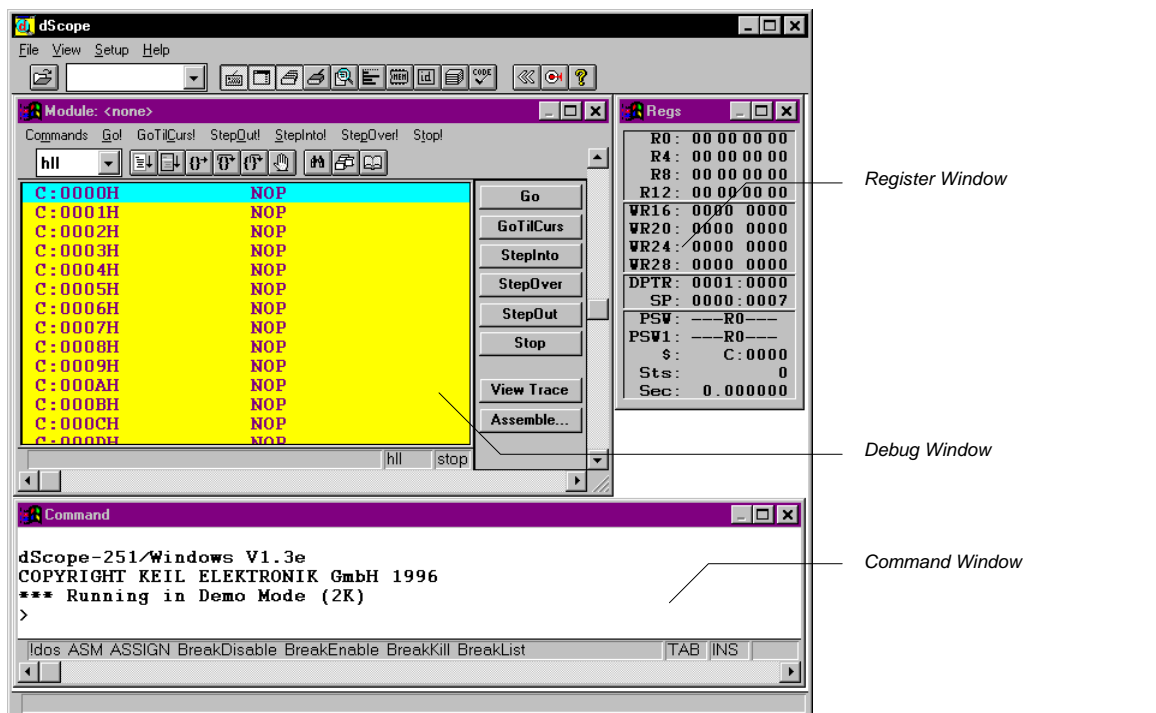 dScope
File View Setup Help
MEM id CODE
Module: <none>
Commands Go! GoTilCurs! StepOut! StepInto! StepOver! Stop!
hll
C:0000H NOP
C:0001H NOP
C:0002H NOP
C:0003H NOP
C:0004H NOP
C:0005H NOP
C:0006H NOP
C:0007H NOP
C:0008H NOP
C:0009H NOP
C:000AH NOP
C:000BH NOP
C:000CH NOP
C:000DH NOP
hll stop
Go
GoTilCurs
StepInto
StepOver
StepOut
Stop
View Trace
Assemble...
Regs
R0: 00 00 00 00
R4: 00 00 00 00
R8: 00 00 00 00
R12: 00 00 00 00
WR16: 0000 0000
WR20: 0000 0000
WR24: 0000 0000
WR28: 0000 0000
DPTR: 0001:0000
SP: 0000:0007
PSW: ---R0---
PSW1: ---R0---
$: C:0000
Sts: 0
Sec: 0.000000
Register Window
Debug Window
Command
dScope-251/Windows V1.3e
COPYRIGHT KEIL ELEKTRONIK GmbH 1996
*** Running in Demo Mode (2K)
>
!dos ASM ASSIGN BreakDisable BreakEnable BreakKill BreakList TAB INS
Command Window